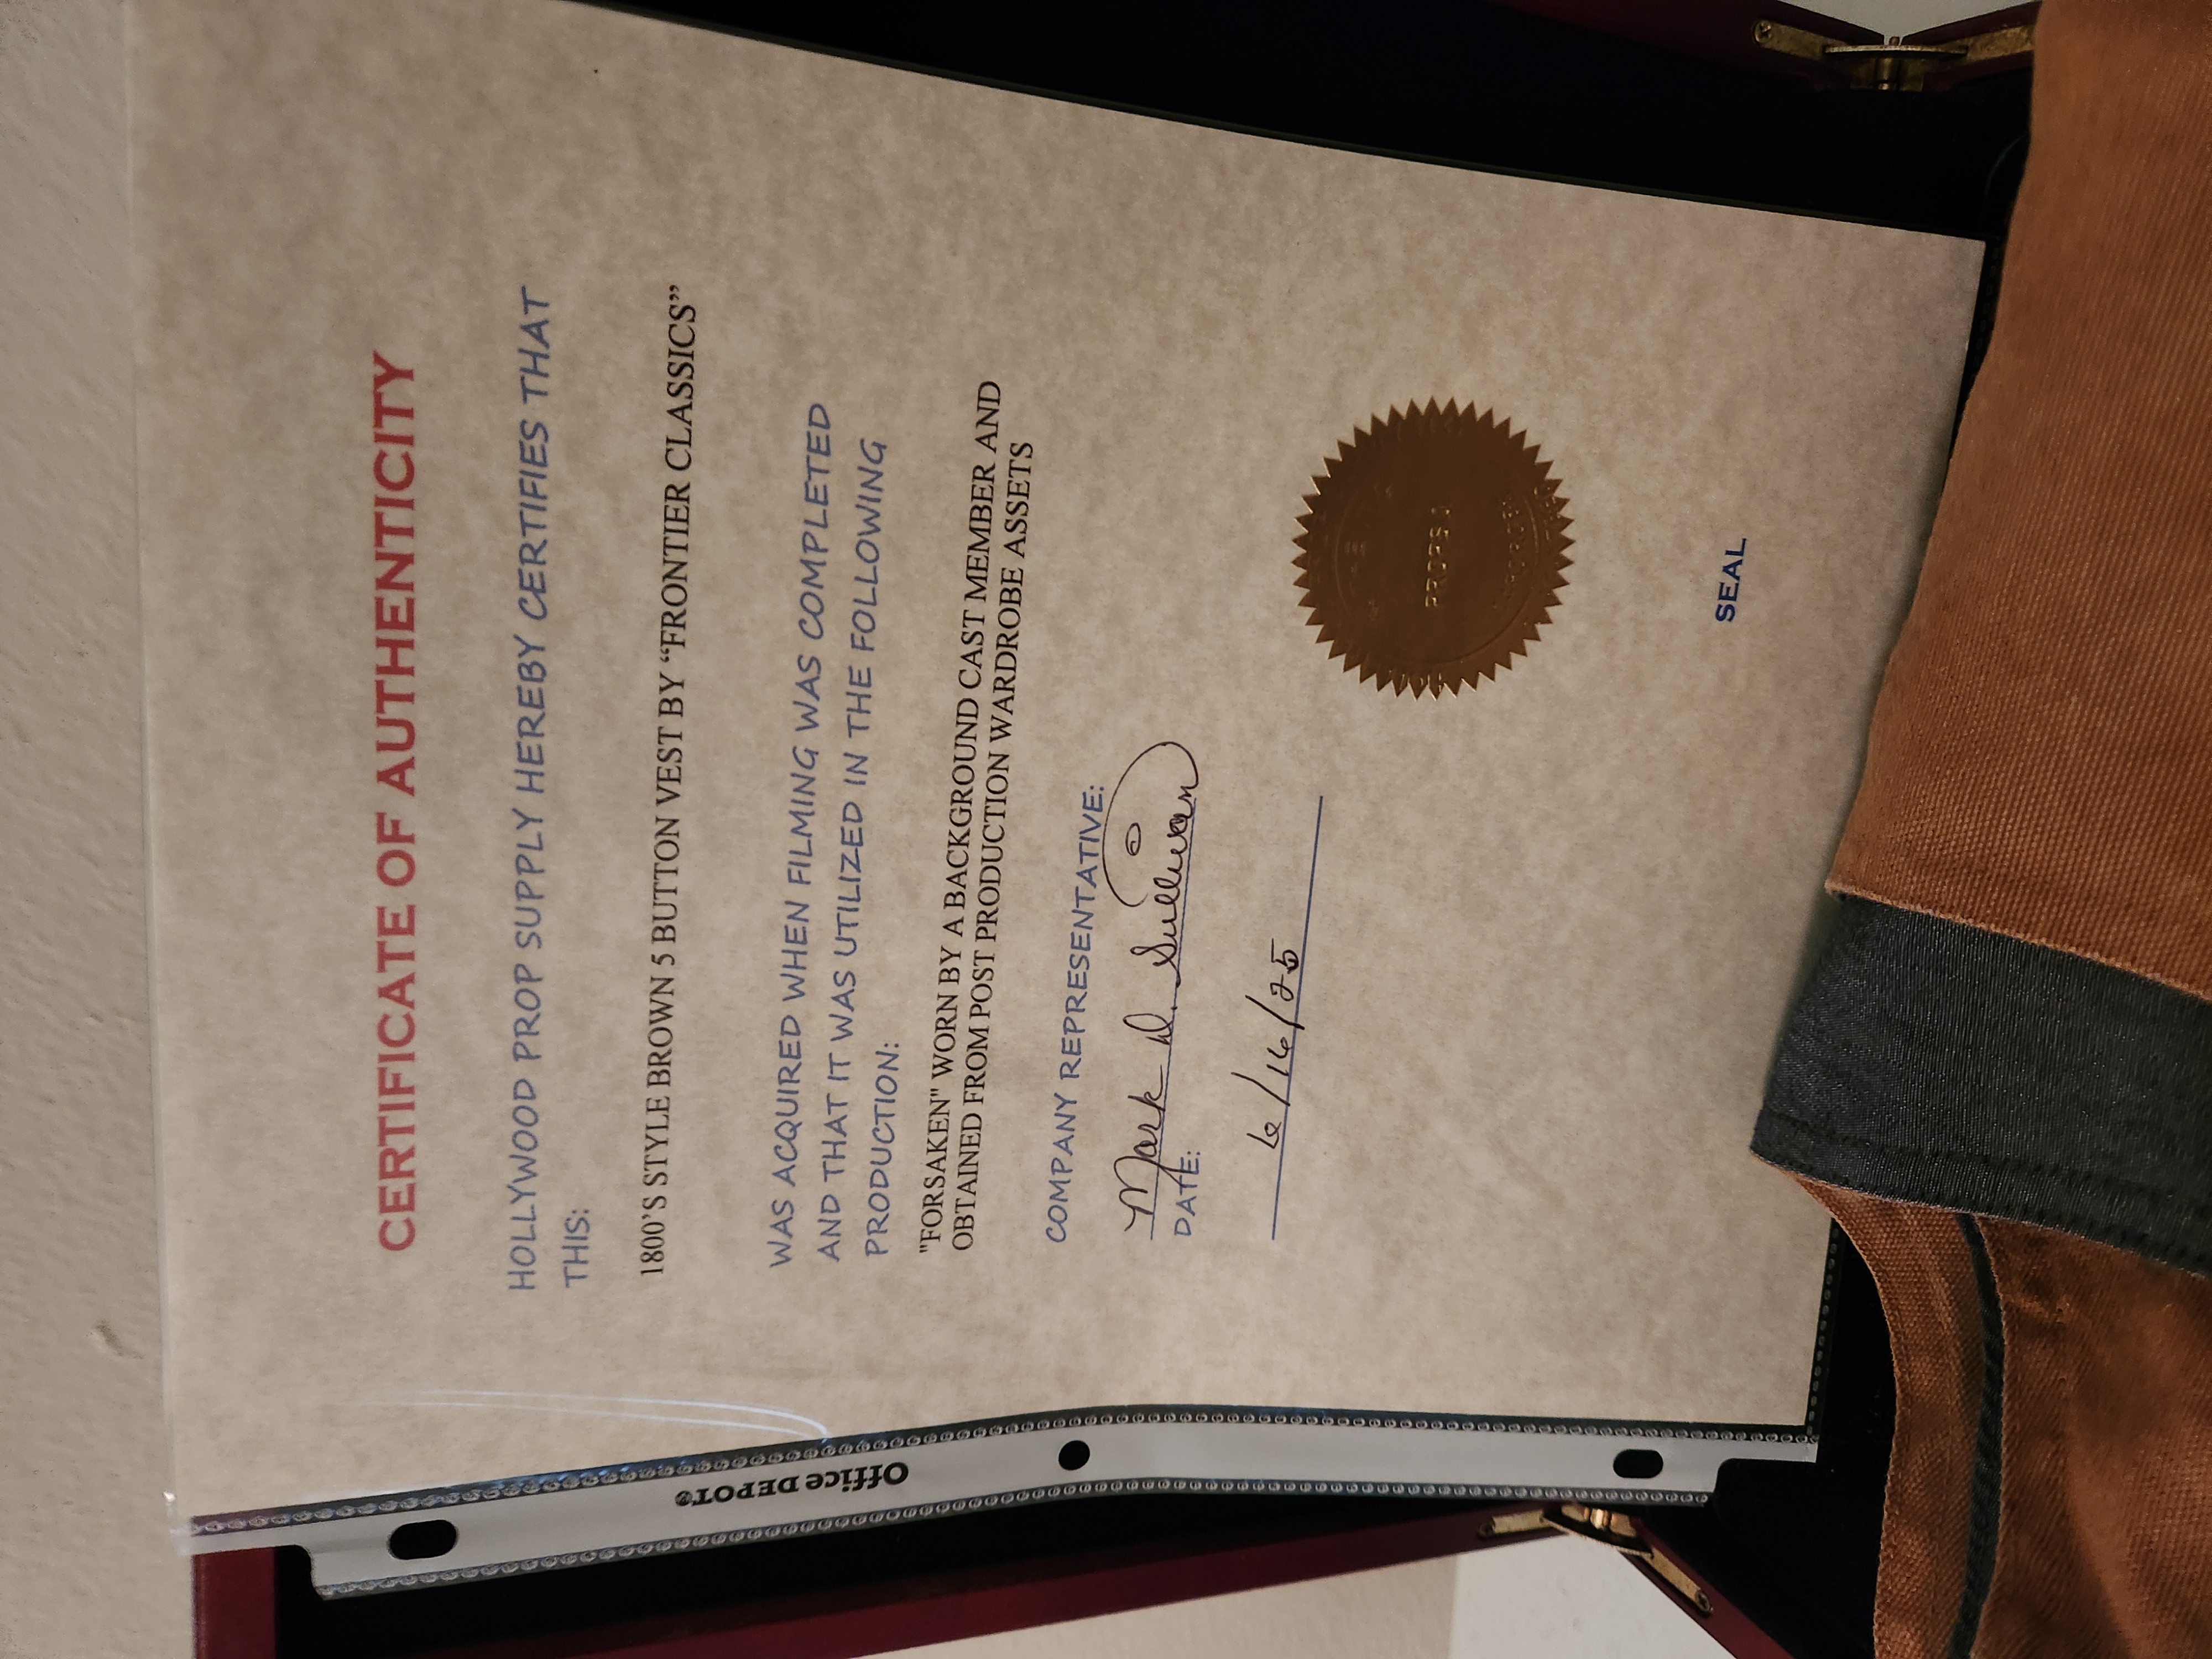 CERTIFICATE OF AUTHENTICITY
HOLLYWOOD PROP SUPPLY HEREBY CERTIFIES THAT
THIS:
1800'S STYLE BROWN 5 BUTTON VEST BY “FRONTIER CLASSICS”
WAS ACQUIRED WHEN FILMING WAS COMPLETED
AND THAT IT WAS UTILIZED IN THE FOLLOWING
PRODUCTION:
"FORSAKEN" WORN BY A BACKGROUND CAST MEMBER AND
OBTAINED FROM POST PRODUCTION WARDROBE ASSETS
COMPANY REPRESENTATIVE:
Mark D. Sullivan
DATE:
6/16/25
PROPS
SEAL
Office DEPOT®